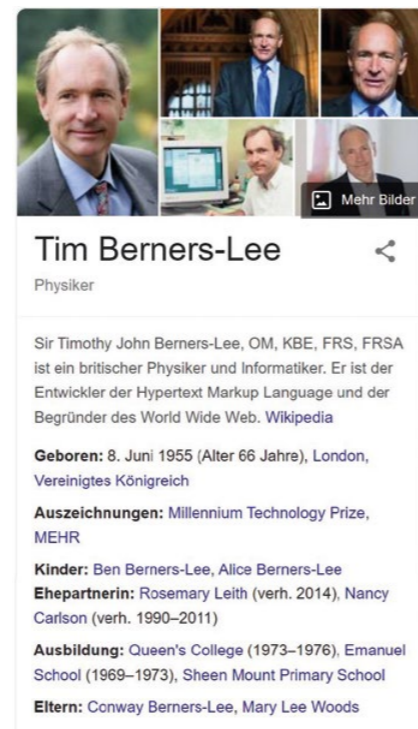 Mehr Bilder
Tim Berners-Lee
Physiker
Sir Timothy John Berners-Lee, OM, KBE, FRS, FRSA
ist ein britischer Physiker und Informatiker. Er ist der
Entwickler der Hypertext Markup Language und der
Begründer des World Wide Web. Wikipedia
Geboren: 8. Juni 1955 (Alter 66 Jahre), London,
Vereinigtes Königreich
Auszeichnungen: Millennium Technology Prize,
MEHR
Kinder: Ben Berners-Lee, Alice Berners-Lee
Ehepartnerin: Rosemary Leith (verh. 2014), Nancy
Carlson (verh. 1990–2011)
Ausbildung: Queen's College (1973–1976), Emanuel
School (1969–1973), Sheen Mount Primary School
Eltern: Conway Berners-Lee, Mary Lee Woods